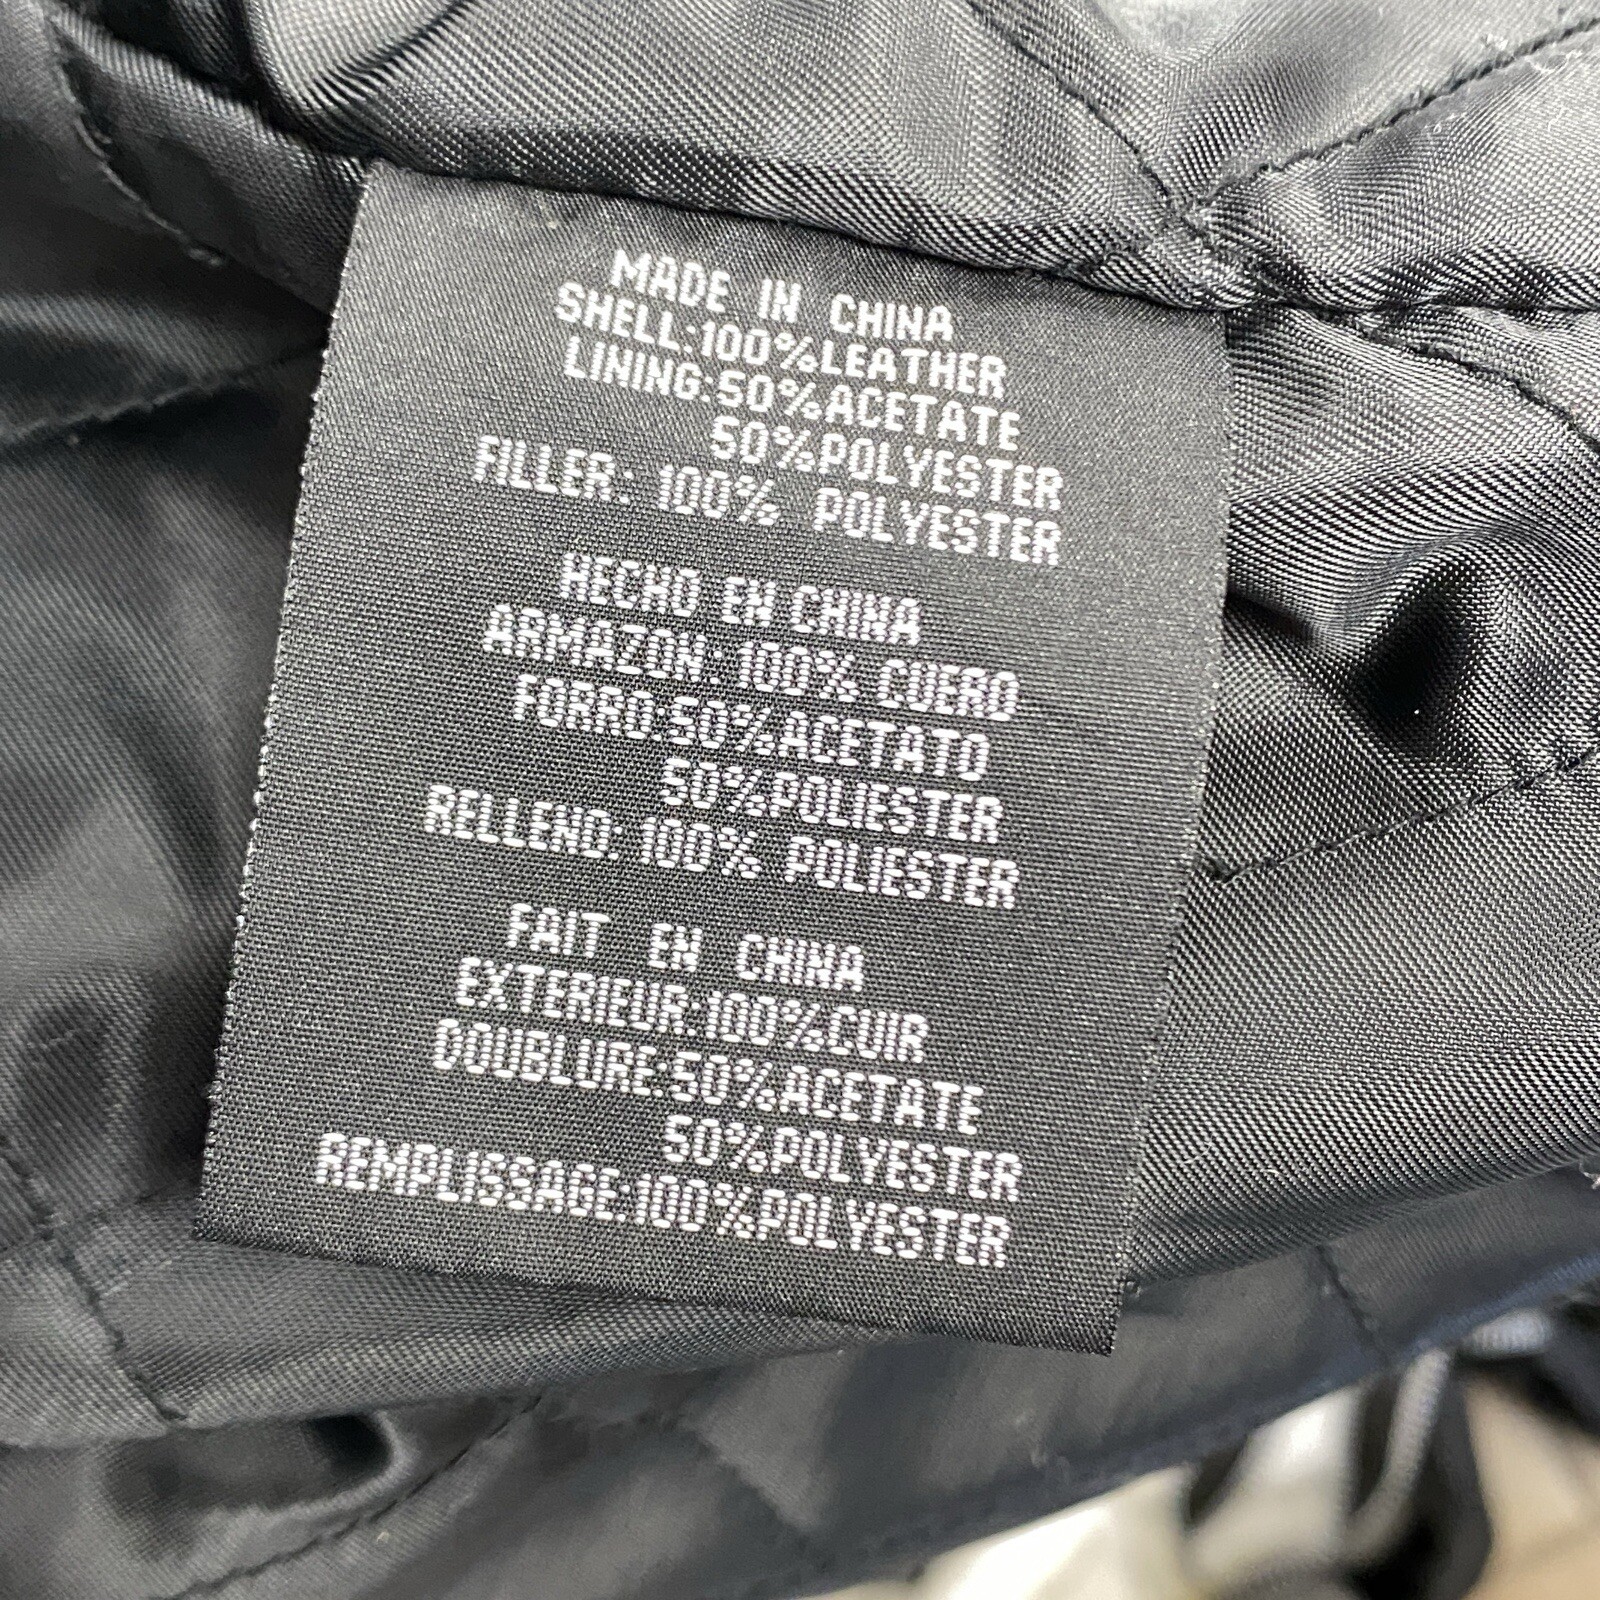 MADE IN CHINA
SHELL:100%LEATHER
LINING:50%ACETATE
50%POLYESTER
FILLER: 100% POLYESTER
HECHO EN CHINA
ARMAZON: 100% CUERO
FORRO:50%ACETATO
50%POLIESTER
RELLENO: 100% POLIESTER
FAIT EN CHINA
EXTERIEUR:100%CUIR
DOUBLURE:50%ACETATE
50%POLYESTER
REMPLISSAGE:100%POLYESTER